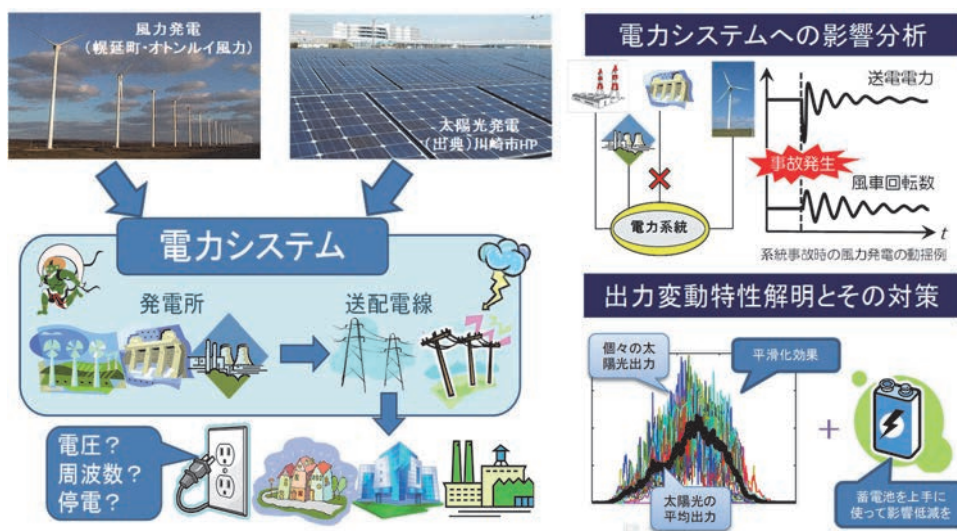 風力発電
(幌延町・オトンルイ風力)
太陽光発電
(出典)川崎市HP
電力システム
発電所
送配電線
電圧?
周波数?
停電?
電力システムへの影響分析
送電電力
事故発生
風車回転数
電力系統
t
系統事故時の風力発電の動揺例
出力変動特性解明とその対策
個々の太
陽光出力
平滑化効果
太陽光の
平均出力
+
蓄電池を上手に
使って影響低減を